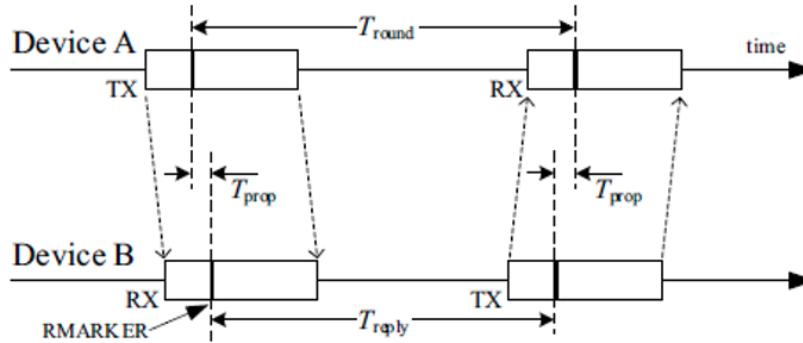 T round
Device A
time
TX
RX
T prop
T prop
Device B
RX
TX
RMARKER
T reply